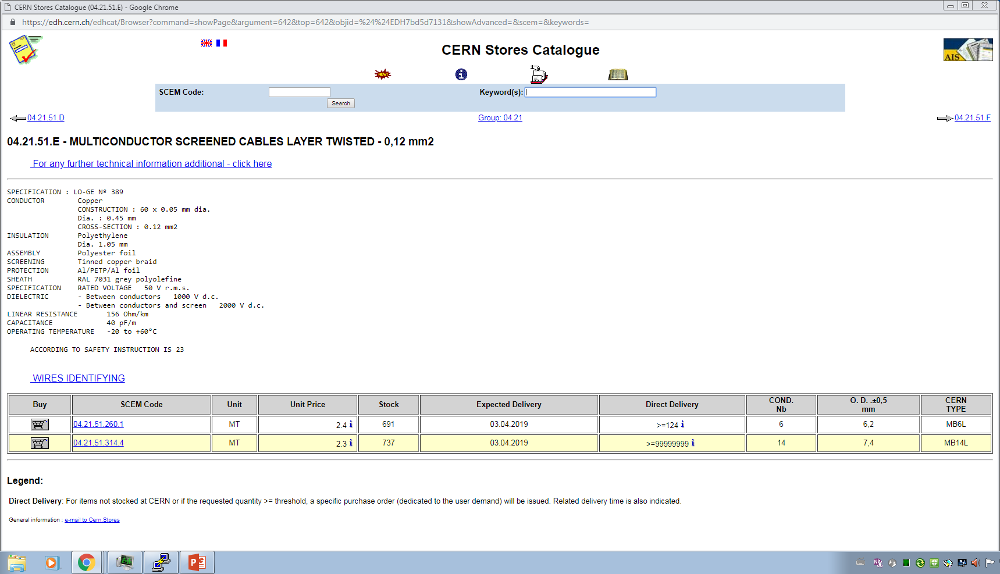 CERN Stores Catalogue (04.21.51.E) - Google Chrome
https://edh.cern.ch/edhcat/Browser?command=showPage&argument=642&top=642&objid=%24%24EDH7bd5d7131&showAdvanced=&scem=&keywords=
CERN Stores Catalogue
AIS
NEW!
SCEM Code:
Keyword(s):
Search
04.21.51.D
Group: 04.21
04.21.51.F
04.21.51.E - MULTICONDUCTOR SCREENED CABLES LAYER TWISTED - 0,12 mm2
For any further technical information additional - click here
SPECIFICATION : LO-GE Nº 389
CONDUCTOR Copper
CONSTRUCTION : 60 x 0.05 mm dia.
Dia. : 0.45 mm
CROSS-SECTION : 0.12 mm2
INSULATION Polyethylene
Dia. 1.05 mm
ASSEMBLY Polyester foil
SCREENING Tinned copper braid
PROTECTION Al/PETP/Al foil
SHEATH RAL 7031 grey polyolefine
SPECIFICATION RATED VOLTAGE 50 V r.m.s.
DIELECTRIC - Between conductors 1000 V d.c.
- Between conductors and screen 2000 V d.c.
LINEAR RESISTANCE 156 Ohm/km
CAPACITANCE 40 pF/m
OPERATING TEMPERATURE -20 to +60ºC
ACCORDING TO SAFETY INSTRUCTION IS 23
WIRES IDENTIFYING
Buy SCEM Code Unit Unit Price Stock Expected Delivery Direct Delivery COND. Nb O. D. .±0,5 mm CERN TYPE
04.21.51.260.1 MT 2.4 i 691 03.04.2019 >=124 i 6 6,2 MB6L
04.21.51.314.4 MT 2.3 i 737 03.04.2019 >=99999999 i 14 7,4 MB14L
Legend:
Direct Delivery: For items not stocked at CERN or if the requested quantity >= threshold, a specific purchase order (dedicated to the user demand) will be issued. Related delivery time is also indicated.
General information : e-mail to Cern.Stores